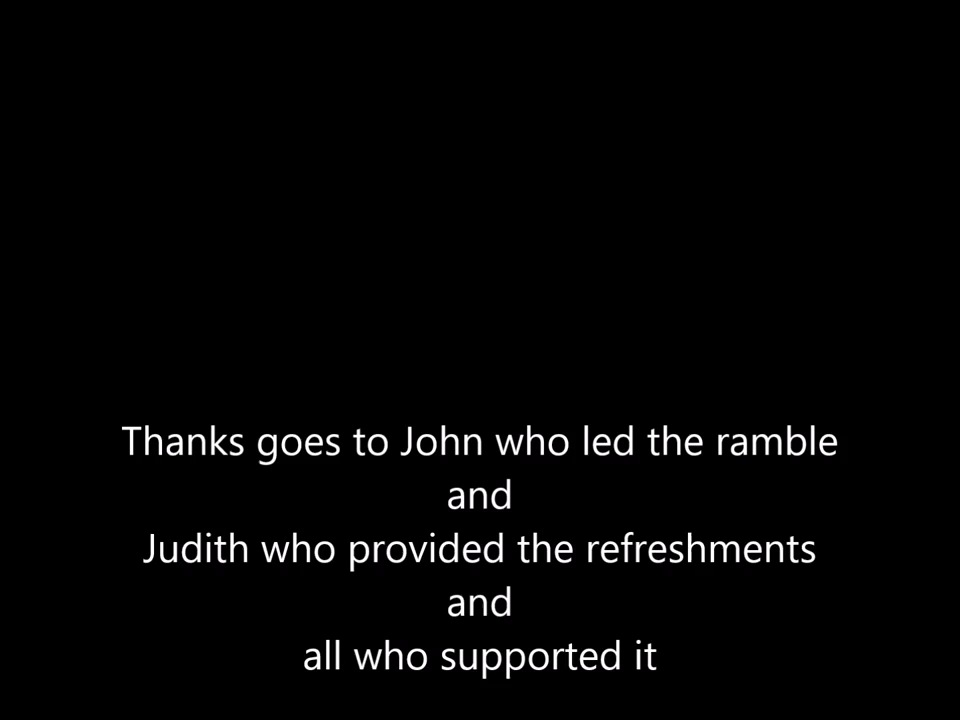 Thanks goes to John who led the ramble
and
Judith who provided the refreshments
and
all who supported it